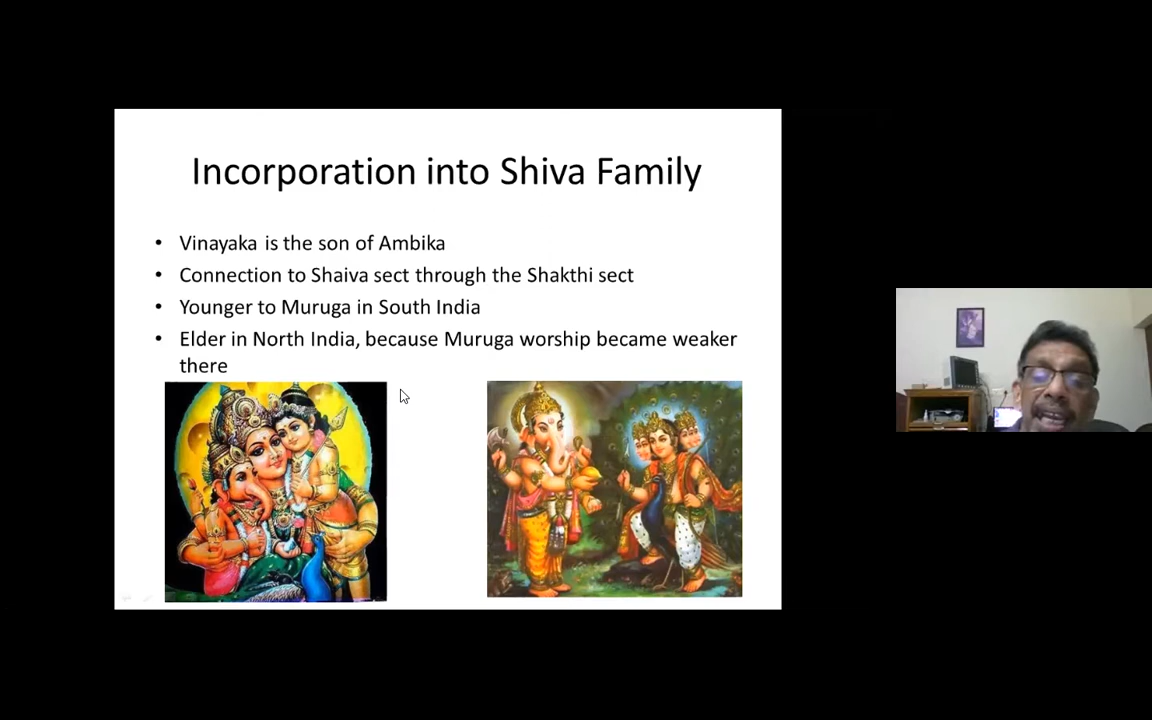 Incorporation into Shiva Family
• Vinayaka is the son of Ambika
• Connection to Shaiva sect through the Shakthi sect
• Younger to Muruga in South India
• Elder in North India, because Muruga worship became weaker
there